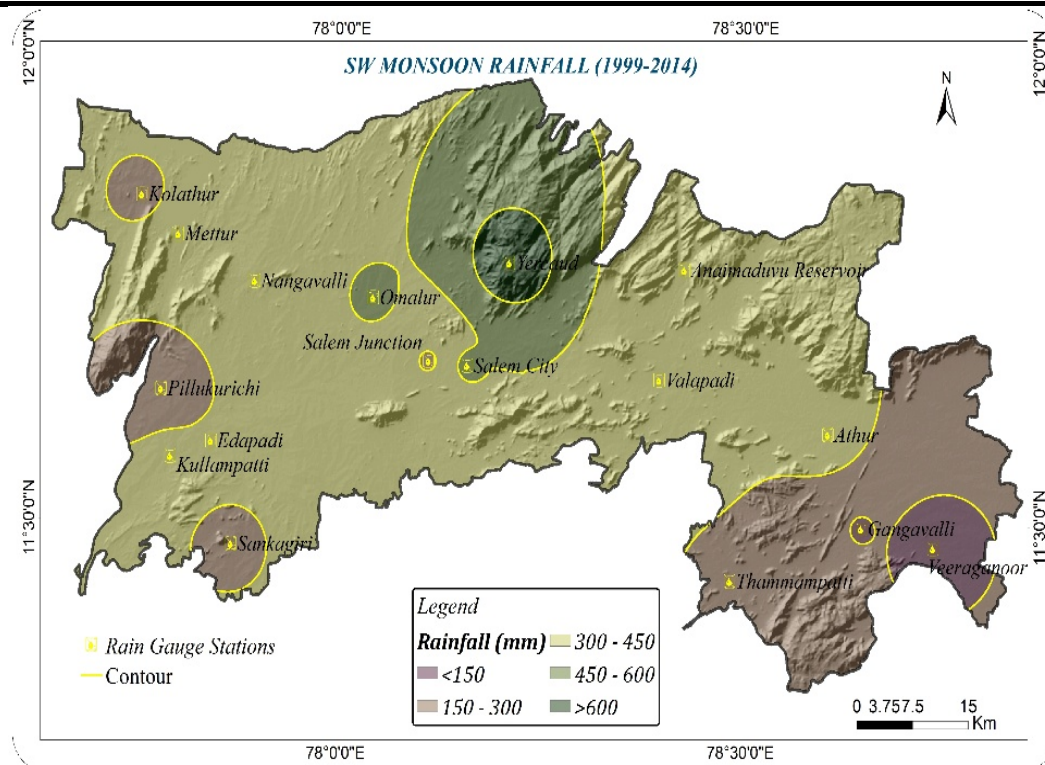 78°0'0"E 78°30'0"E
12°0'0"N 12°0'0"N
SW MONSOON RAINFALL (1999-2014)
N
Kolathur
Mettur
Nangavalli
Omalur
Yercaud
Anaimaduvu Reservoir
Salem Junction
Salem City
Valapadi
Pillukurichi
Edapadi
Kullampatti
Athur
Sankagiri
Gangavalli
Veeraganoor
Thammampatti
11°30'0"N 11°30'0"N
Rain Gauge Stations
Contour
Legend
Rainfall (mm)
<150
150 - 300
300 - 450
450 - 600
>600
0 3.757.5 15
Km
78°0'0"E 78°30'0"E